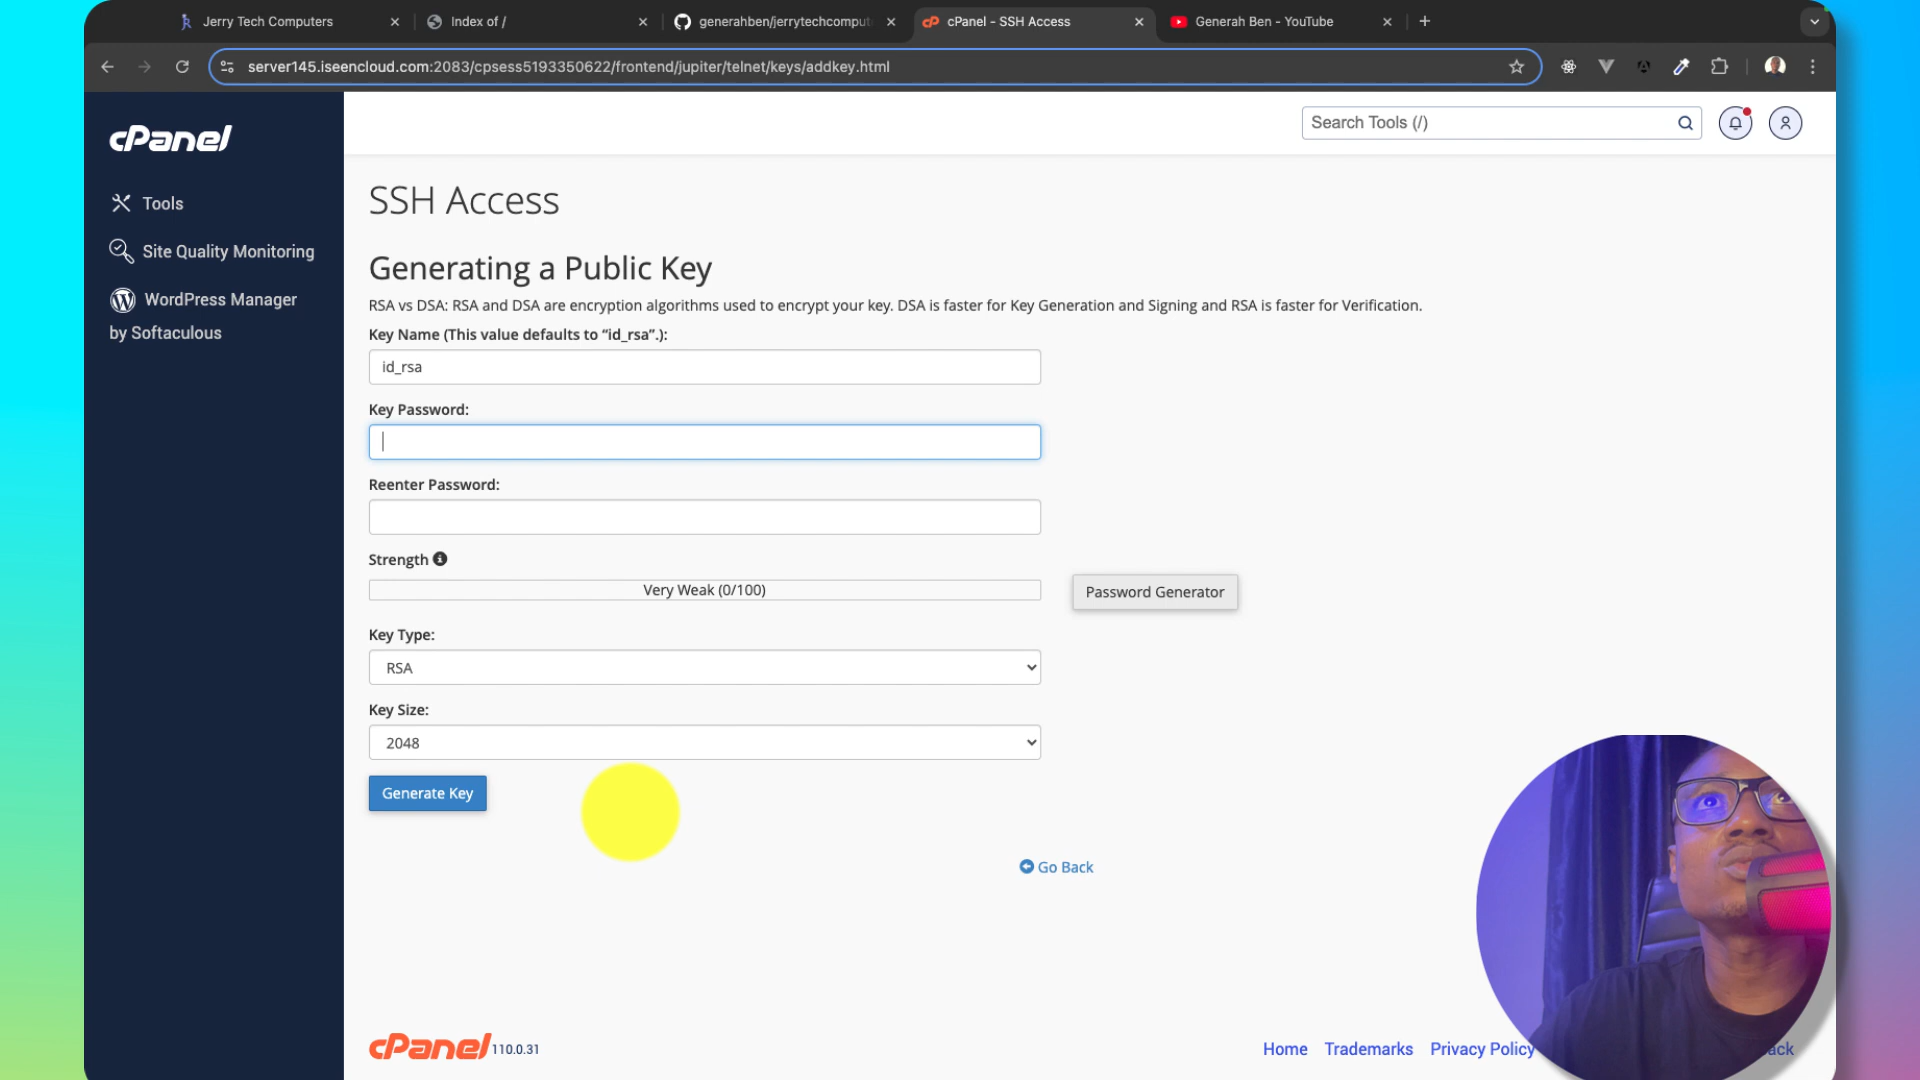 Jerry Tech Computers
Index of /
generahben/jerrytechcomput
cPanel - SSH Access
Generah Ben - YouTube
server145.iseencloud.com:2083/cpsess5193350622/frontend/jupiter/telnet/keys/addkey.html
cPanel
Search Tools (/)
Tools
Site Quality Monitoring
WordPress Manager
by Softaculous
SSH Access
Generating a Public Key
RSA vs DSA: RSA and DSA are encryption algorithms used to encrypt your key. DSA is faster for Key Generation and Signing and RSA is faster for Verification.
Key Name (This value defaults to “id_rsa”.):
id_rsa
Key Password:
Reenter Password:
Strength
Very Weak (0/100)
Password Generator
Key Type:
RSA
Key Size:
2048
Generate Key
Go Back
cPanel 110.0.31
Home Trademarks Privacy Policy